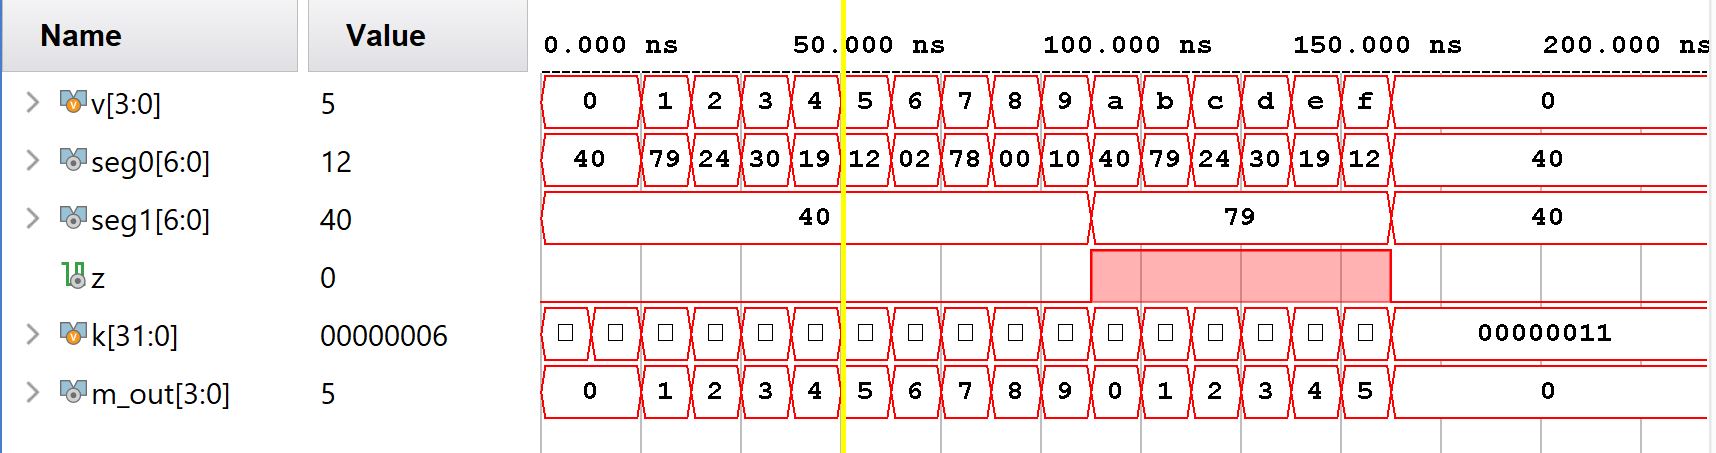 Name Value 0.000 ns 50.000 ns 100.000 ns 150.000 ns 200.000 ns
v[3:0] 5 0 1 2 3 4 5 6 7 8 9 a b c d e f 0
seg0[6:0] 12 40 79 24 30 19 12 02 78 00 10 40 79 24 30 19 12 40
seg1[6:0] 40 40 79 40
z 0
k[31:0] 00000006 00000011
m_out[3:0] 5 0 1 2 3 4 5 6 7 8 9 0 1 2 3 4 5 0